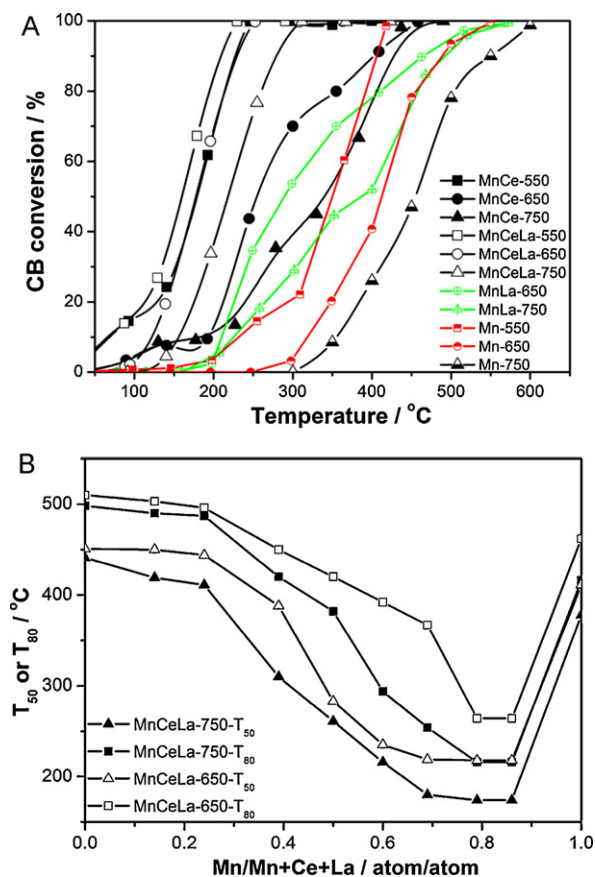 A
100
80
60
40
20
0
CB conversion / %
MnCe-550
MnCe-650
MnCe-750
MnCeLa-550
MnCeLa-650
MnCeLa-750
MnLa-650
MnLa-750
Mn-550
Mn-650
Mn-750
100 200 300 400 500 600
Temperature / °C
B
500
400
300
200
T50 or T80 / °C
MnCeLa-750-T50
MnCeLa-750-T80
MnCeLa-650-T50
MnCeLa-650-T80
0.0 0.2 0.4 0.6 0.8 1.0
Mn/Mn+Ce+La / atom/atom